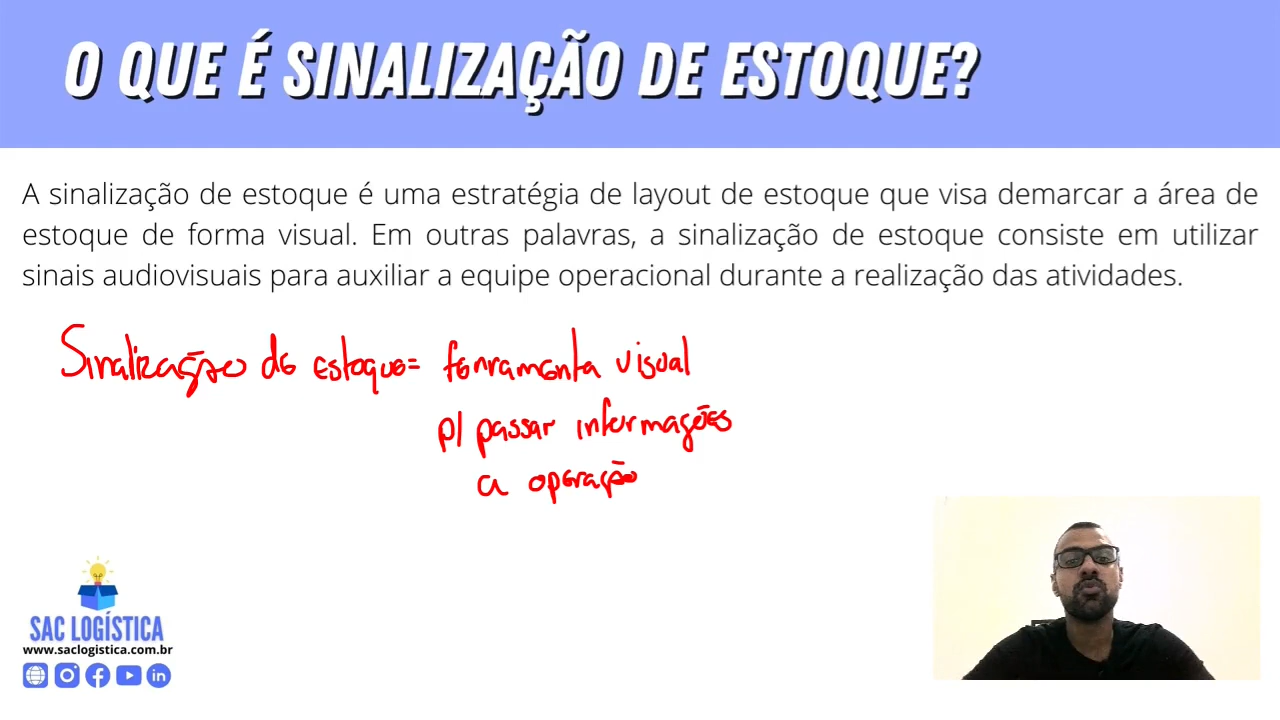 O QUE É SINALIZAÇÃO DE ESTOQUE?
A sinalização de estoque é uma estratégia de layout de estoque que visa demarcar a área de
estoque de forma visual. Em outras palavras, a sinalização de estoque consiste em utilizar
sinais audiovisuais para auxiliar a equipe operacional durante a realização das atividades.
Sinalização de estoque= ferramenta visual
p/ passar informações
a operação
SAC LOGÍSTICA
www.saclogistica.com.br